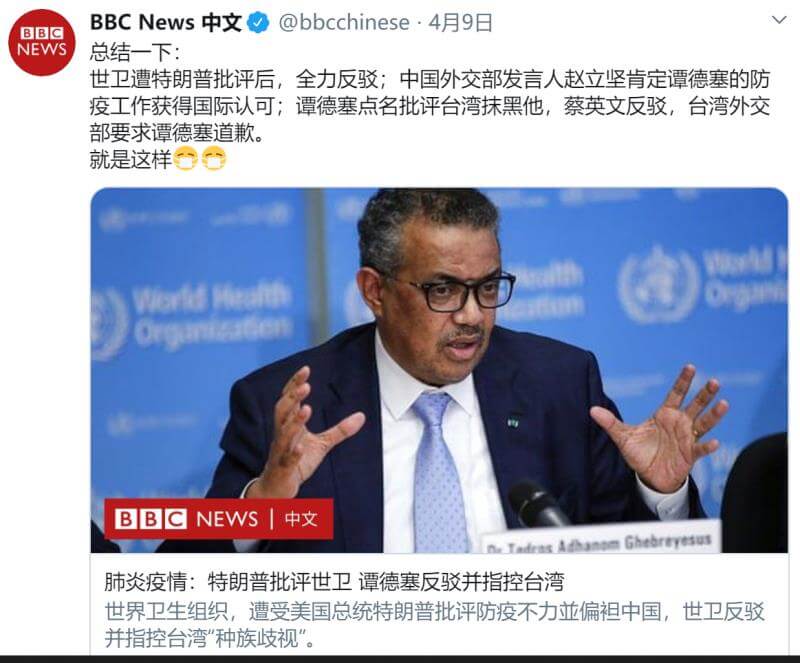 BBC NEWS
BBC News 中文 @bbcchinese · 4月9日
总结一下：
世卫遭特朗普批评后，全力反驳；中国外交部发言人赵立坚肯定谭德塞的防
疫工作获得国际认可；谭德塞点名批评台湾抹黑他，蔡英文反驳，台湾外交
部要求谭德塞道歉。
就是这样😷😷
World Health
Organization
World H
Organiz
Dr Tedros Adhanom Ghebreyesus
BBC NEWS | 中文
肺炎疫情：特朗普批评世卫 谭德塞反驳并指控台湾
世界卫生组织，遭受美国总统特朗普批评防疫不力並偏袒中国，世卫反驳
并指控台湾“种族歧视”。